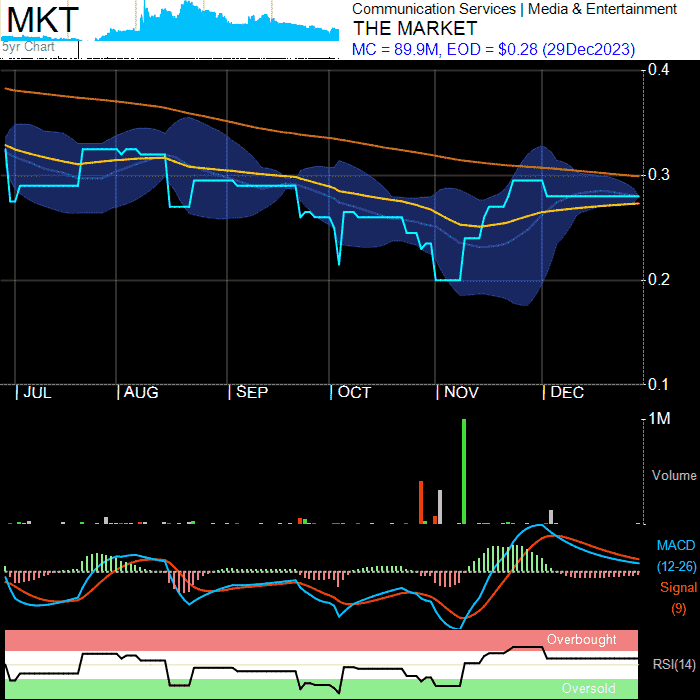 MKT
5yr Chart
Communication Services | Media & Entertainment
THE MARKET
MC = 89.9M, EOD = $0.28 (29Dec2023)
0.4
0.3
0.2
0.1
| JUL | AUG | SEP | OCT | NOV | DEC
1M
Volume
MACD
(12-26)
Signal
(9)
Overbought
RSI(14)
Oversold